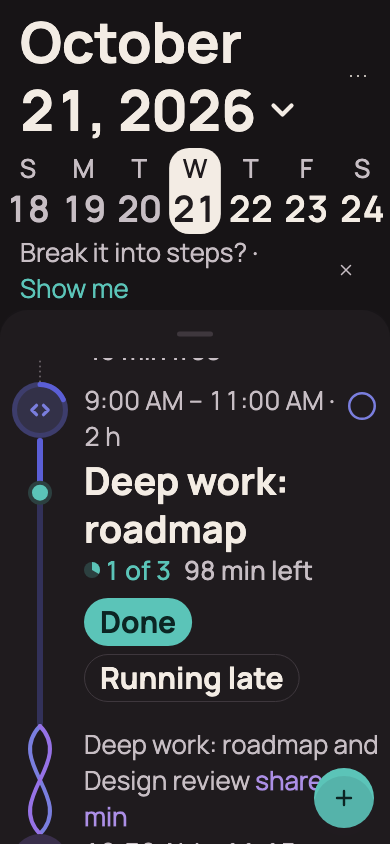 October
21, 2026
...
S M T W T F S
18 19 20 21 22 23 24
Break it into steps? ·
Show me
×
9:00 AM – 11:00 AM ·
2 h
Deep work:
roadmap
1 of 3 98 min left
Done
Running late
Deep work: roadmap and
Design review share
min
+